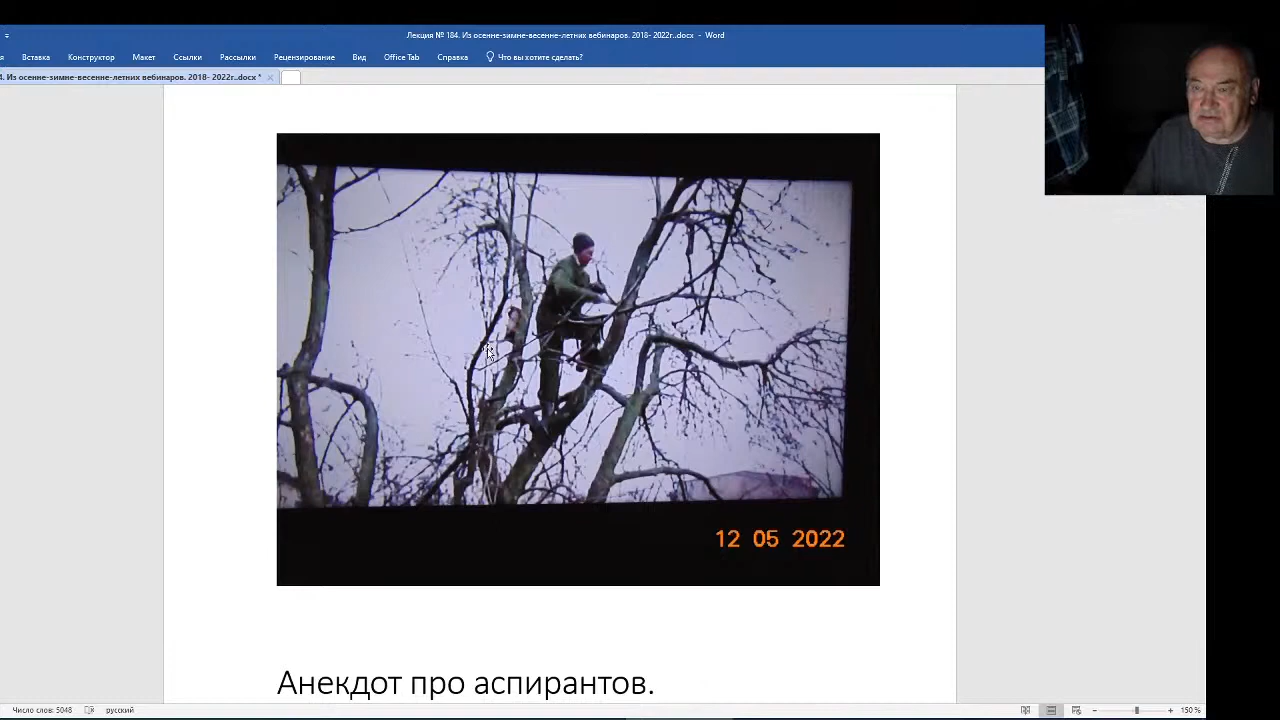 Лекция № 184. Из осенне-зимне-весенне-летних вебинаров. 2018- 2022г..docx - Word
Вставка Конструктор Макет Ссылки Рассылки Рецензирование Вид Office Tab Справка Что вы хотите сделать?
4. Из осенне-зимне-весенне-летних вебинаров. 2018- 2022г..docx *
12 05 2022
Анекдот про аспирантов.
Число слов: 5048 русский 150 %